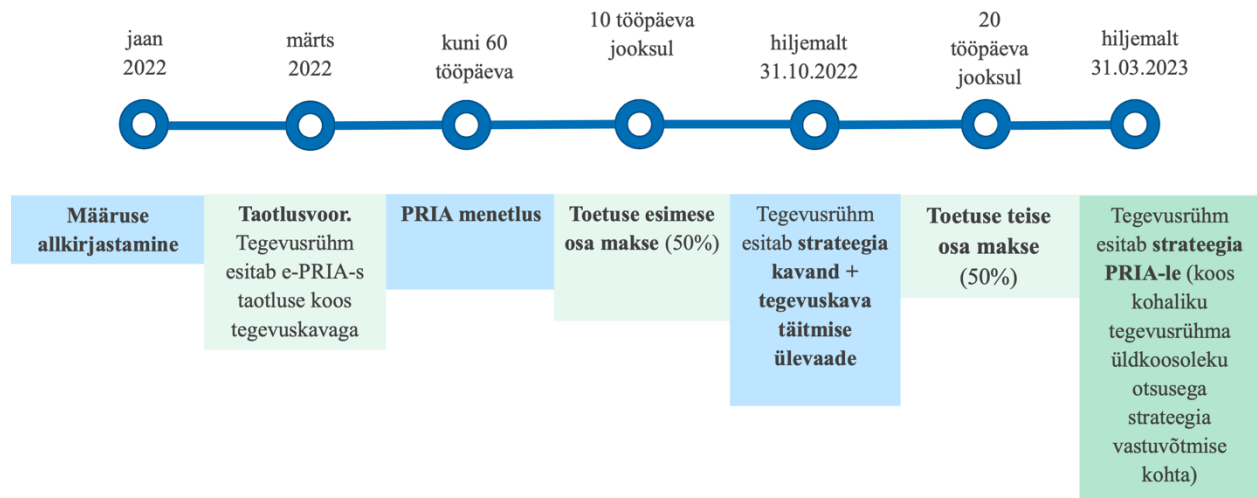 jaan
2022
märts
2022
kuni 60
tööpäeva
10 tööpäeva
jooksul
hiljemalt
31.10.2022
20
tööpäeva
jooksul
hiljemalt
31.03.2023
Määruse
allkirjastamine
Taotlusvoor.
Tegevusrühm
esitab e-PRIA-s
taotluse koos
tegevuskavaga
PRIA menetlus
Toetuse esimese
osa makse (50%)
Tegevusrühm
esitab strateegia
kavand +
tegevuskava
täitmise
ülevaade
Toetuse teise
osa makse
(50%)
Tegevusrühm
esitab strateegia
PRIA-le (koos
kohaliku
tegevusrühma
üldkoosoleku
otsusega
strateegia
vastuvõtmise
kohta)